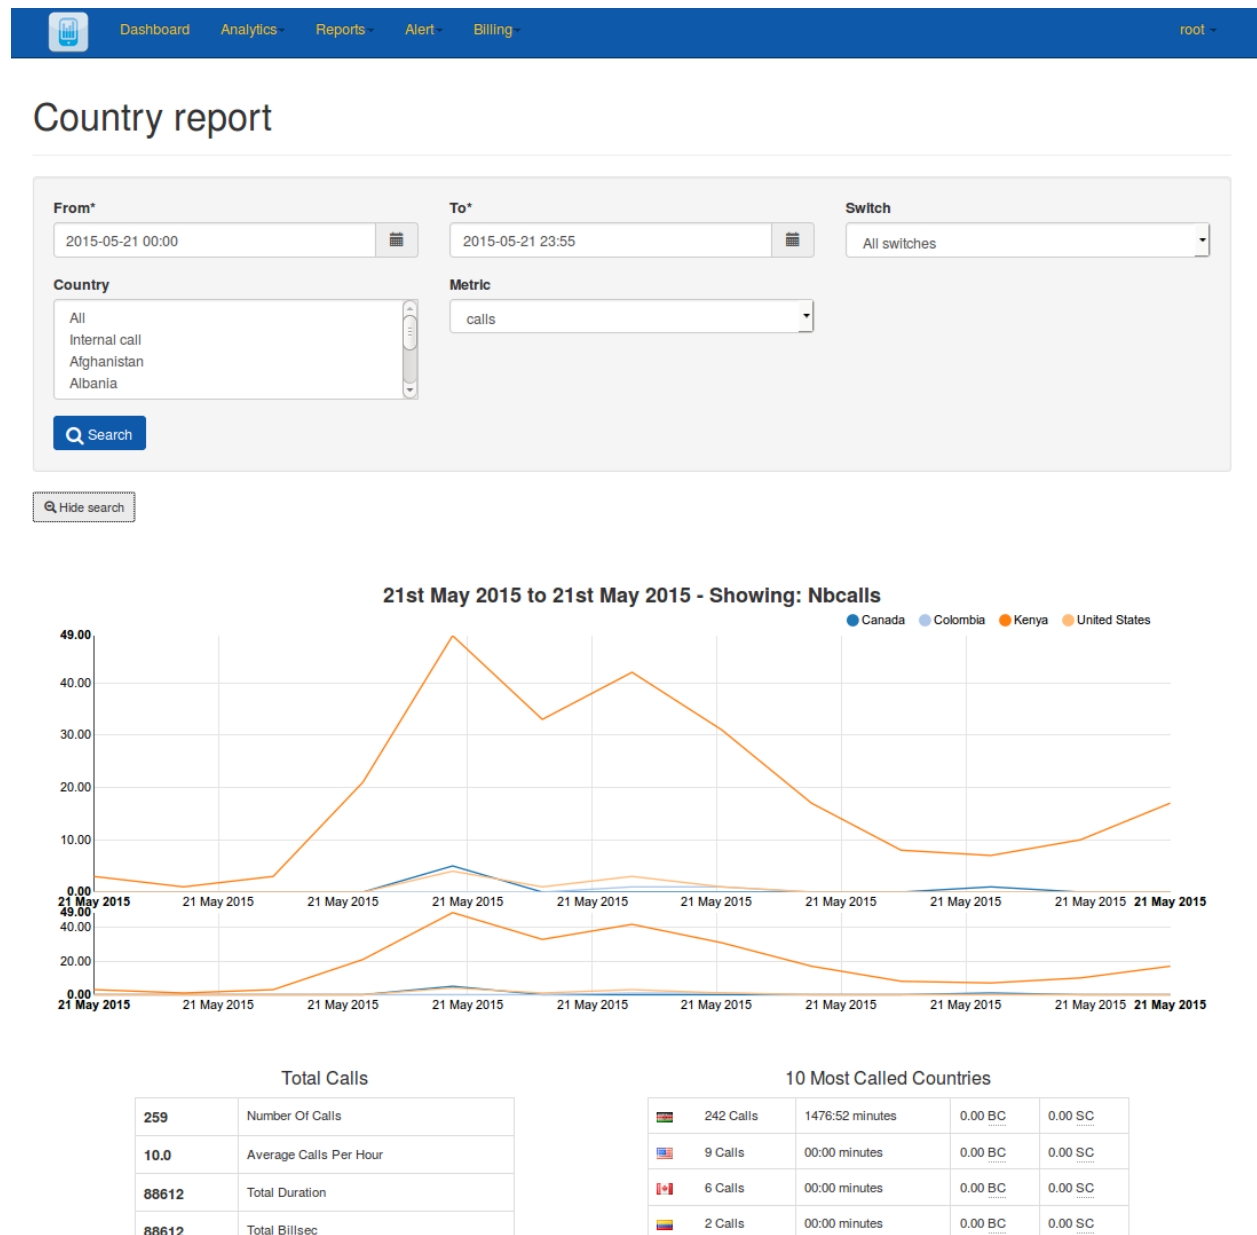 Dashboard Analytics Reports Alert Billing root
Country report
From* To* Switch
2015-05-21 00:00 2015-05-21 23:55 All switches
Country Metric
All calls
Internal call
Afghanistan
Albania
Search
Hide search
21st May 2015 to 21st May 2015 - Showing: Nbcalls
Canada Colombia Kenya United States
49.00
40.00
30.00
20.00
10.00
0.00
21 May 2015 21 May 2015 21 May 2015 21 May 2015 21 May 2015 21 May 2015 21 May 2015 21 May 2015 21 May 2015 21 May 2015
49.00
40.00
20.00
0.00
21 May 2015 21 May 2015 21 May 2015 21 May 2015 21 May 2015 21 May 2015 21 May 2015 21 May 2015 21 May 2015 21 May 2015
Total Calls
259 Number Of Calls
10.0 Average Calls Per Hour
88612 Total Duration
88612 Total Billsec
10 Most Called Countries
242 Calls 1476:52 minutes 0.00 BC 0.00 SC
9 Calls 00:00 minutes 0.00 BC 0.00 SC
6 Calls 00:00 minutes 0.00 BC 0.00 SC
2 Calls 00:00 minutes 0.00 BC 0.00 SC